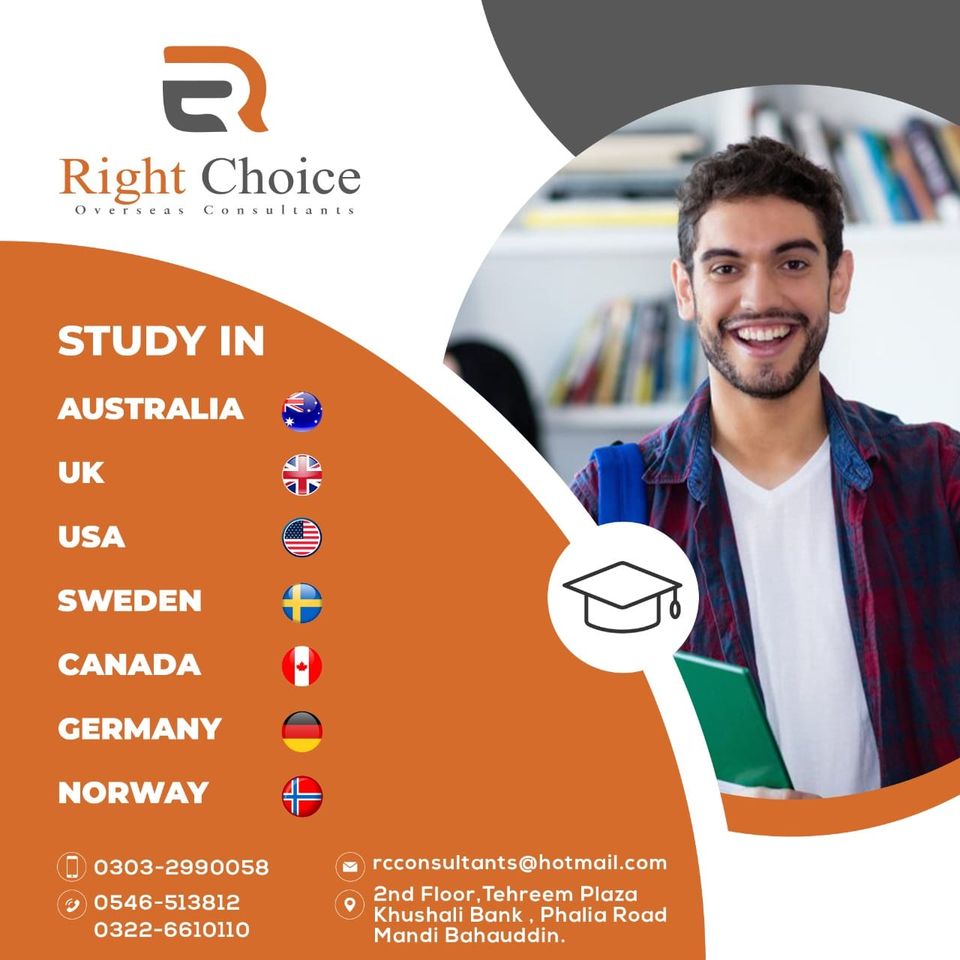 Right Choice
Overseas Consultants
STUDY IN
AUSTRALIA
UK
USA
SWEDEN
CANADA
GERMANY
NORWAY
0303-2990058
0546-513812
0322-6610110
rcconsultants@hotmail.com
2nd Floor,Tehreem Plaza
Khushali Bank , Phalia Road
Mandi Bahauddin.